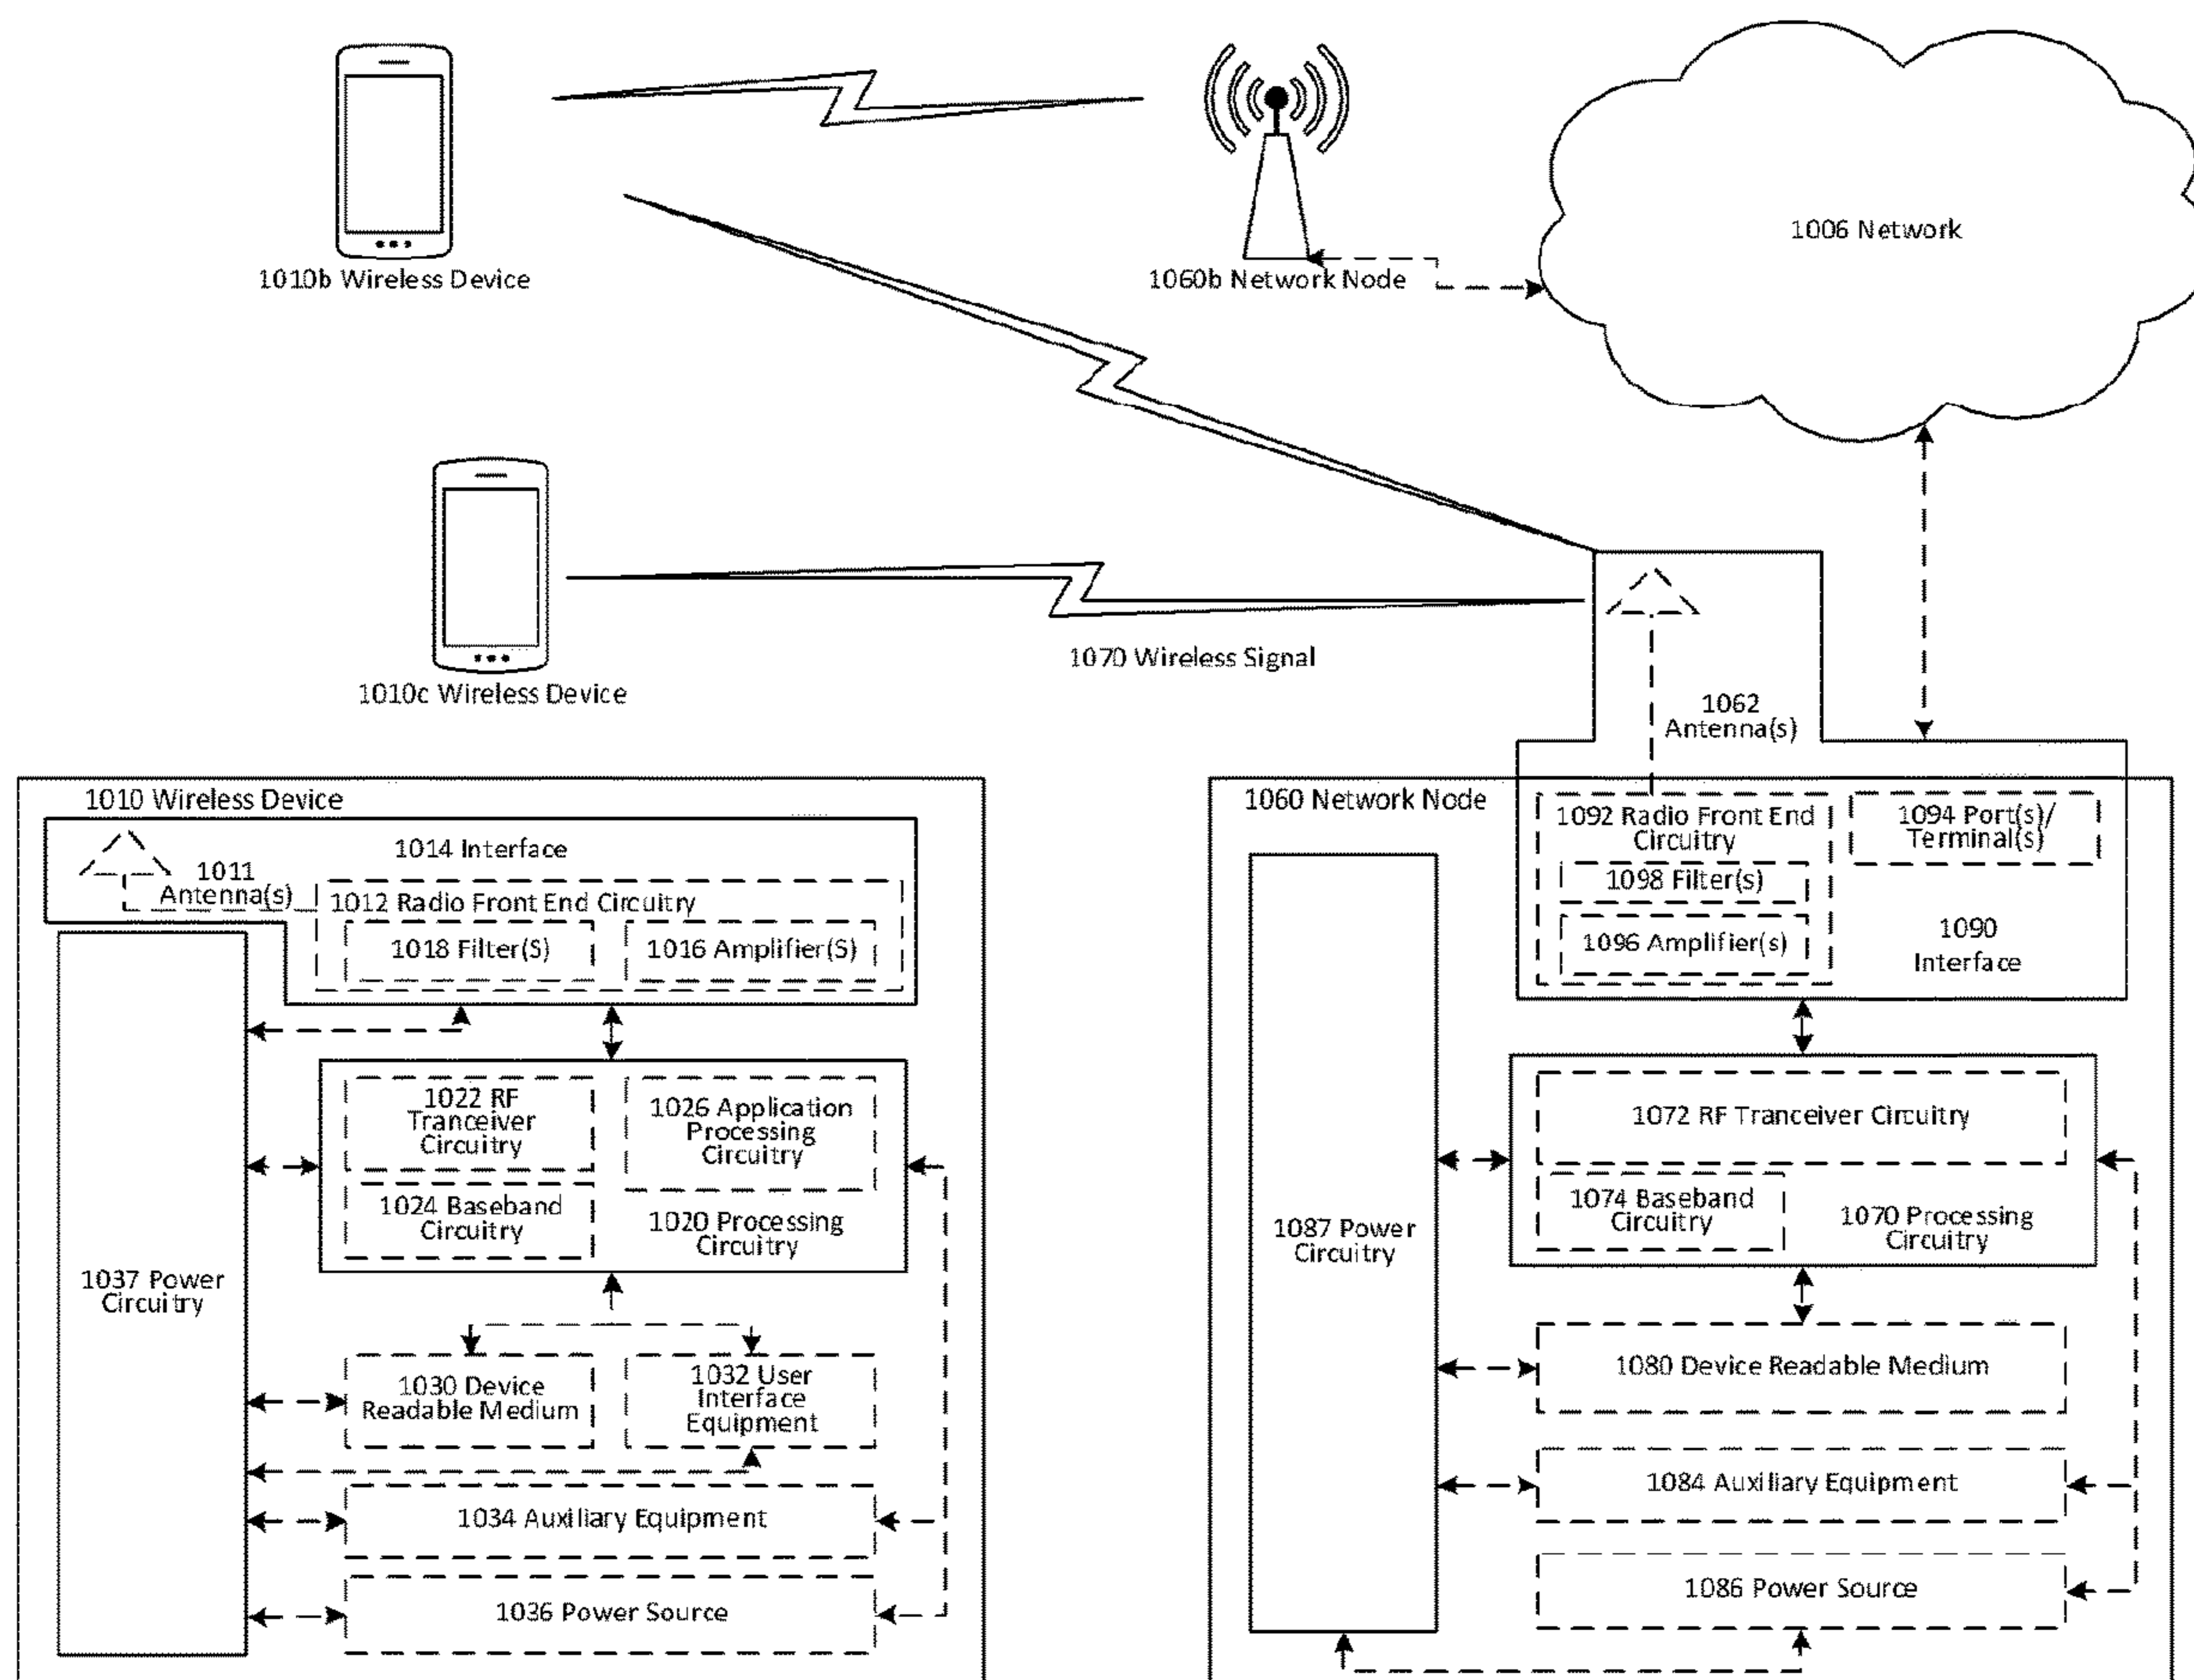 1006 Network
1010b Wireless Device
1060b Network Node
1070 Wireless Signal
1010c Wireless Device
1062
Antenna(s)
1010 Wireless Device
1014 Interface
1011
Antenna(s)
1012 Radio Front End Circuitry
1018 Filter(S)
1016 Amplifier(S)
1022 RF
Tranceiver
Circuitry
1026 Application
Processing
Circuitry
1024 Baseband
Circuitry
1020 Processing
Circuitry
1037 Power
Circuitry
1030 Device
Readable Medium
1032 User
Interface
Equipment
1034 Auxiliary Equipment
1036 Power Source
1060 Network Node
1092 Radio Front End
Circuitry
1094 Port(s)/
Terminal(s)
1098 Filter(s)
1096 Amplifier(s)
1090
Interface
1072 RF Tranceiver Circuitry
1074 Baseband
Circuitry
1070 Processing
Circuitry
1087 Power
Circuitry
1080 Device Readable Medium
1084 Auxiliary Equipment
1086 Power Source